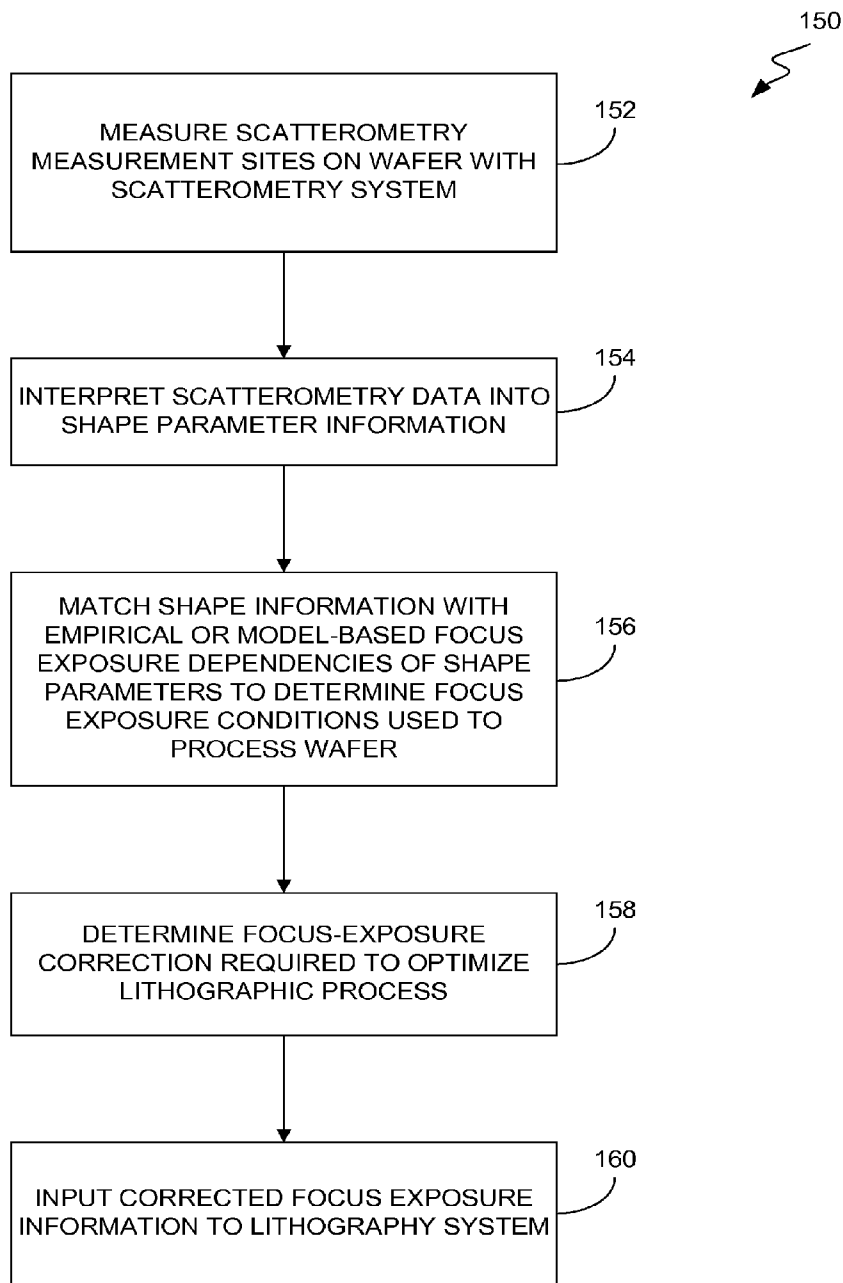 150
MEASURE SCATTEROMETRY
MEASUREMENT SITES ON WAFER WITH
SCATTEROMETRY SYSTEM
152
INTERPRET SCATTEROMETRY DATA INTO
SHAPE PARAMETER INFORMATION
154
MATCH SHAPE INFORMATION WITH
EMPIRICAL OR MODEL-BASED FOCUS
EXPOSURE DEPENDENCIES OF SHAPE
PARAMETERS TO DETERMINE FOCUS
EXPOSURE CONDITIONS USED TO
PROCESS WAFER
156
DETERMINE FOCUS-EXPOSURE
CORRECTION REQUIRED TO OPTIMIZE
LITHOGRAPHIC PROCESS
158
INPUT CORRECTED FOCUS EXPOSURE
INFORMATION TO LITHOGRAPHY SYSTEM
160